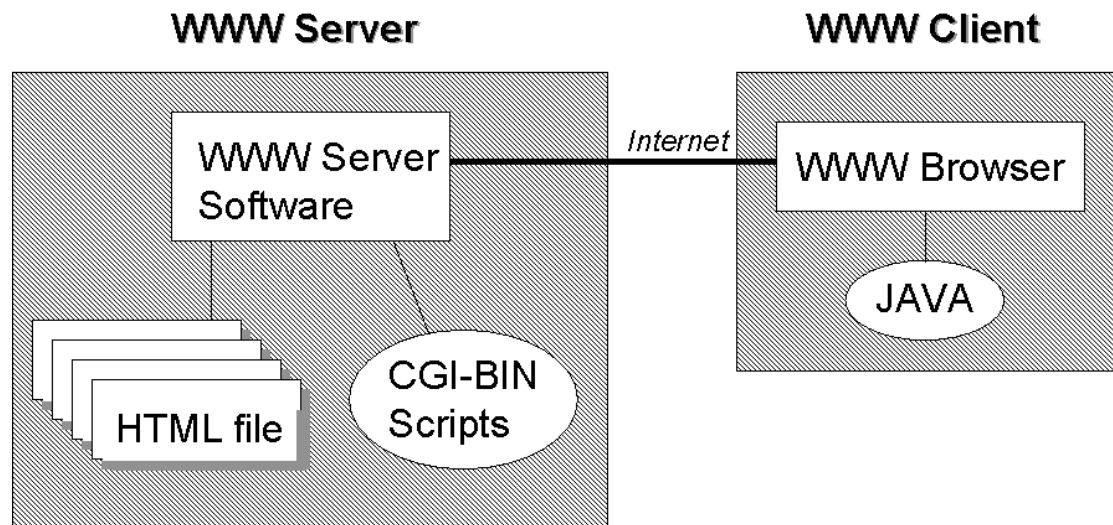 WWW Server
WWW Client
Internet
WWW Server
Software
WWW Browser
JAVA
CGI-BIN
Scripts
HTML file